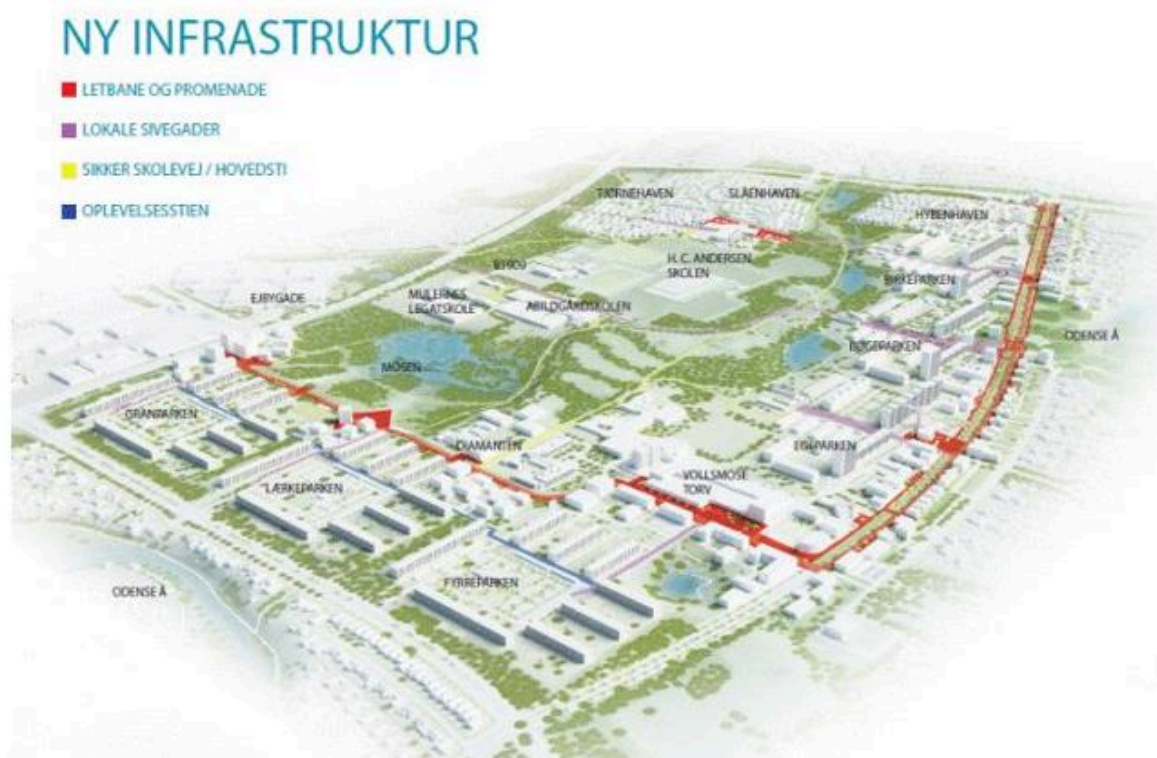 NY INFRASTRUKTUR
LETBANE OG PROMENADE
LOKALE SIVEGADER
SIKKER SKOLEVEJ / HOVEDSTI
OPLEVELSESSTIEN
TJØRNEHAVEN
SLÅENHAVEN
HYBENHAVEN
B1909
H. C. ANDERSEN
SKOLEN
BIRKEPARKEN
EJBYGADE
MULERNES
LEGATSKOLE
ABILDGÅRDSKOLEN
ODENSE Å
BØGEPARKEN
MOSEN
GRANPARKEN
DIAMANTEN
EGEPARKEN
LÆRKEPARKEN
VOLLSMOSE
TORV
FYRREPARKEN
ODENSE Å